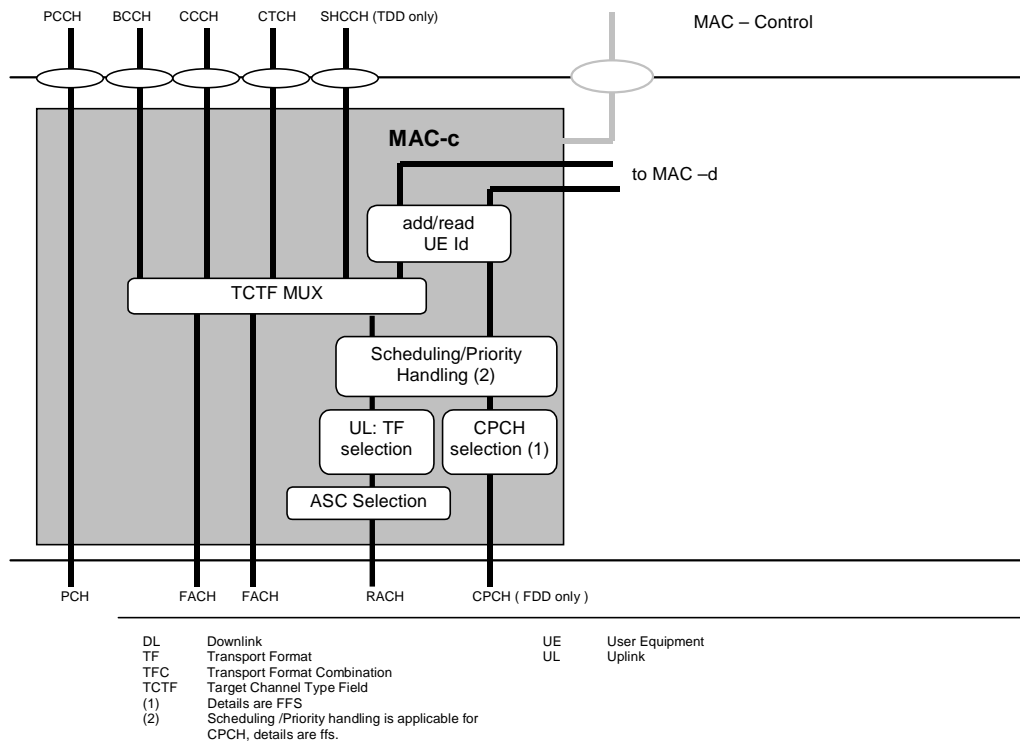 PCCH BCCH CCCH CTCH SHCCH (TDD only) MAC – Control
MAC-c
to MAC –d
add/read
UE Id
TCTF MUX
Scheduling/Priority
Handling (2)
UL: TF
selection
CPCH
selection (1)
ASC Selection
PCH FACH FACH RACH CPCH ( FDD only )
DL Downlink UE User Equipment
TF Transport Format UL Uplink
TFC Transport Format Combination
TCTF Target Channel Type Field
(1) Details are FFS
(2) Scheduling /Priority handling is applicable for
CPCH, details are ffs.